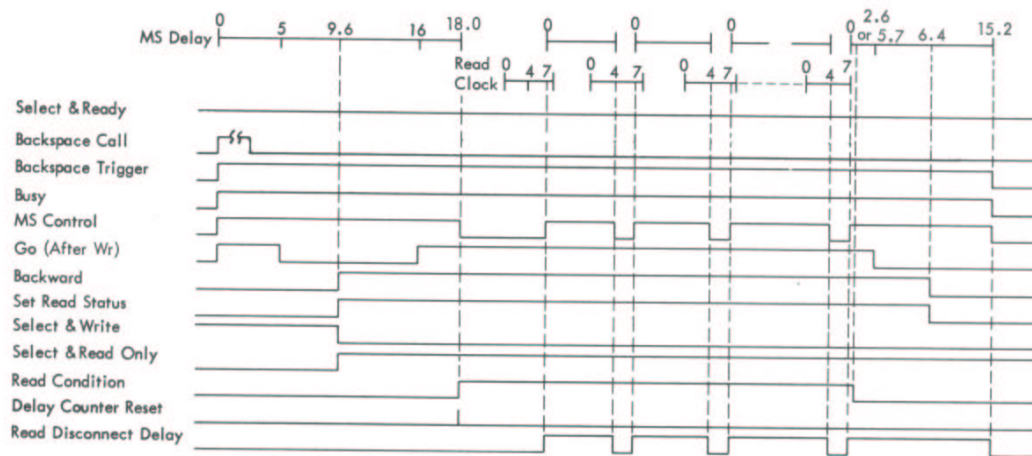 0 18.0 2.6
5 9.6 16 0 0 0 0 or 5.7 6.4 15.2
MS Delay
Read Clock 0 4 7 0 4 7 0 4 7 0 4 7
Select & Ready
Backspace Call
Backspace Trigger
Busy
MS Control
Go (After Wr)
Backward
Set Read Status
Select & Write
Select & Read Only
Read Condition
Delay Counter Reset
Read Disconnect Delay